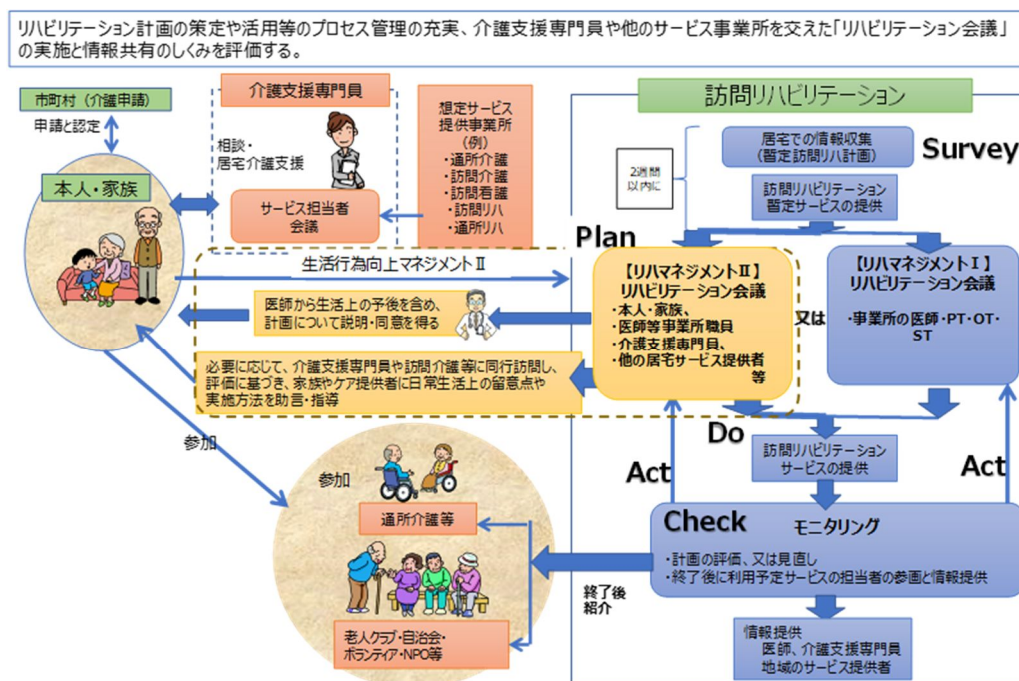 リハビリテーション計画の策定や活用等のプロセス管理の充実、介護支援専門員や他のサービス事業所を交えた「リハビリテーション会議」
の実施と情報共有のしくみを評価する。
市町村（介護申請）
申請と認定
本人・家族
介護支援専門員
相談・
居宅介護支援
サービス担当者
会議
想定サービス
提供事業所
（例）
・通所介護
・訪問介護
・訪問看護
・訪問リハ
・通所リハ
訪問リハビリテーション
居宅での情報収集
（暫定訪問リハ計画）
Survey
2週間
以内に
訪問リハビリテーション
暫定サービスの提供
Plan
生活行為向上マネジメントⅡ
医師から生活上の予後を含め、
計画について説明・同意を得る
必要に応じて、介護支援専門員や訪問介護等に同行訪問し、
評価に基づき、家族やケア提供者に日常生活上の留意点や
実施方法を助言・指導
【リハマネジメントⅡ】
リハビリテーション会議
・本人・家族、
・医師等事業所職員
・介護支援専門員、
・他の居宅サービス提供者
等
又は
【リハマネジメントⅠ】
リハビリテーション会議
・事業所の医師・PT・OT・
ST
Do
訪問リハビリテーション
サービスの提供
Act
Act
Check
モニタリング
・計画の評価、又は見直し
・終了後に利用予定サービスの担当者の参画と情報提供
終了後
紹介
情報提供
医師、介護支援専門員
地域のサービス提供者
参加
参加
通所介護等
老人クラブ・自治会・
ボランティア・NPO等